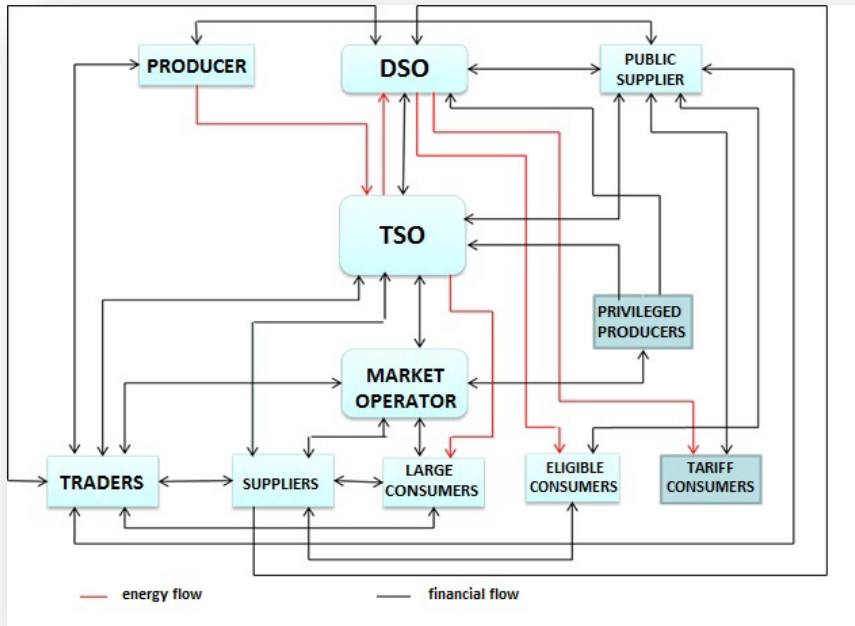 PRODUCER
DSO
PUBLIC
SUPPLIER
TSO
PRIVILEGED
PRODUCERS
MARKET
OPERATOR
TRADERS
SUPPLIERS
LARGE
CONSUMERS
ELIGIBLE
CONSUMERS
TARIFF
CONSUMERS
energy flow
financial flow